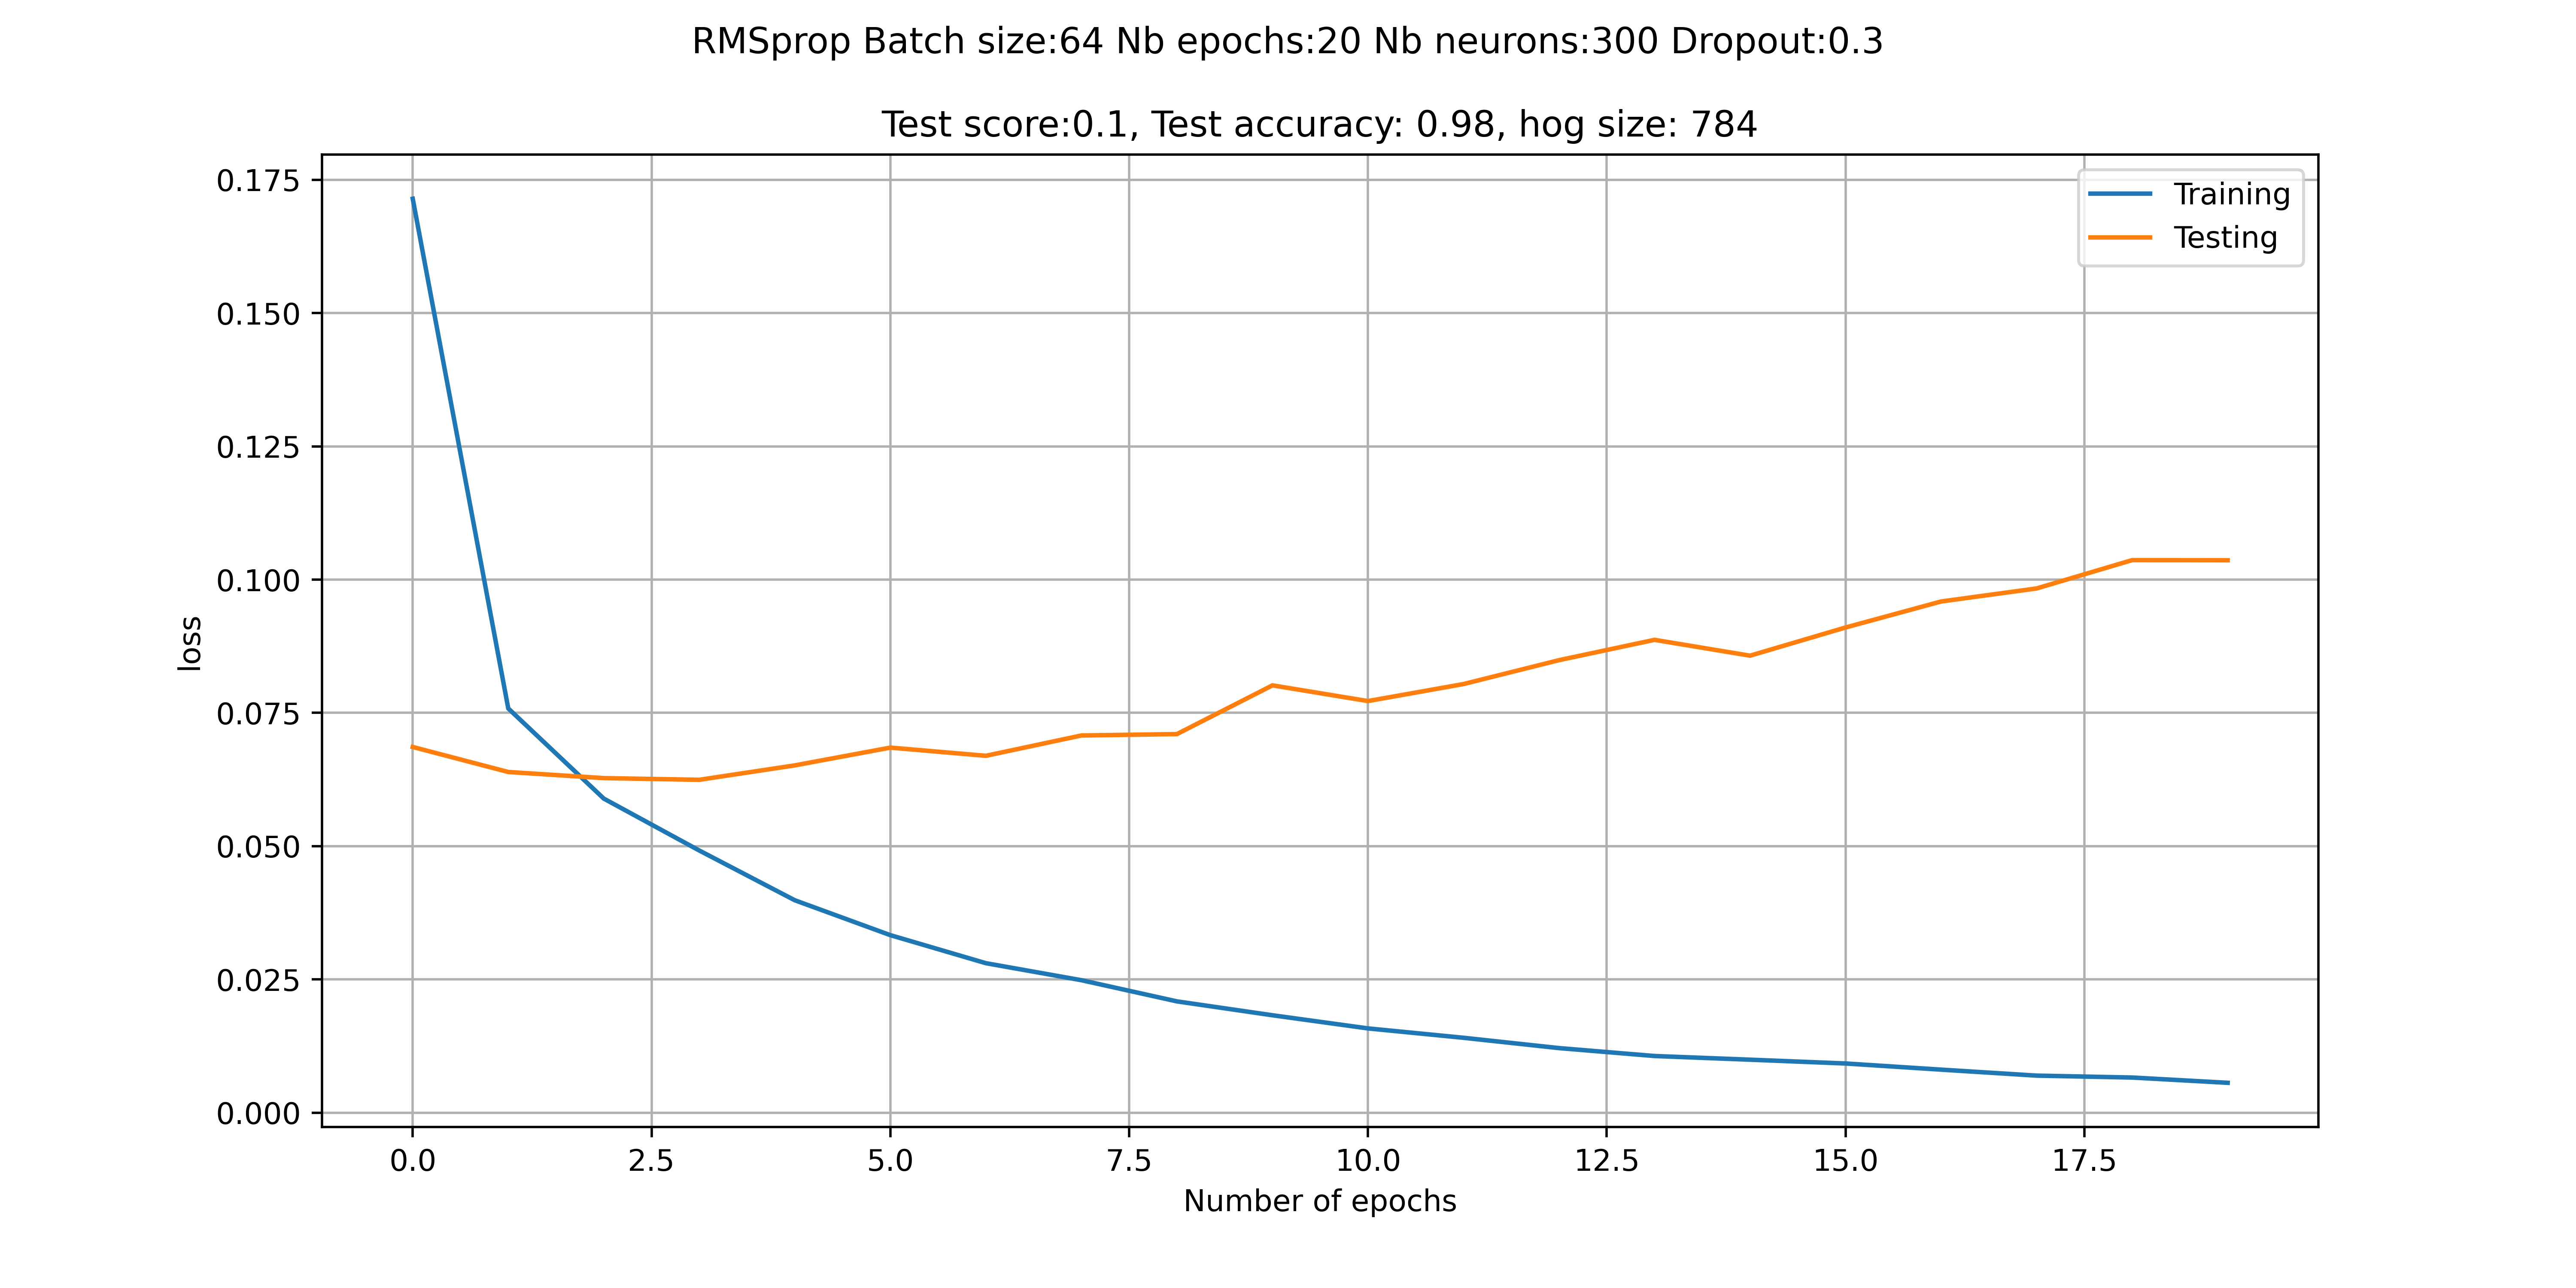 RMSprop Batch size:64 Nb epochs:20 Nb neurons:300 Dropout:0.3
Test score:0.1, Test accuracy: 0.98, hog size: 784
Training
Testing
0.175
0.150
0.125
0.100
0.075
0.050
0.025
0.000
loss
0.0 2.5 5.0 7.5 10.0 12.5 15.0 17.5
Number of epochs